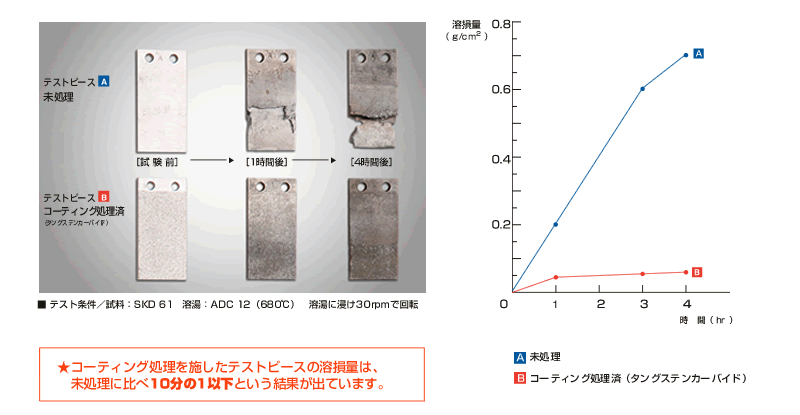 テストピース A
未処理
[試 験 前]
[1時間後]
[4時間後]
テストピース B
コーティング処理済
(タングステンカーバイド)
■ テスト条件／試料：SKD 61 溶湯：ADC 12（680℃） 溶湯に浸け30rpmで回転
★コーティング処理を施したテストピースの溶損量は、
未処理に比べ10分の1以下という結果が出ています。
溶損量
( g/cm2 )
0.8
0.6
0.4
0.2
0 1 2 3 4
時 間 ( hr )
A
B
A 未処理
B コーティング処理済（タングステンカーバイド）